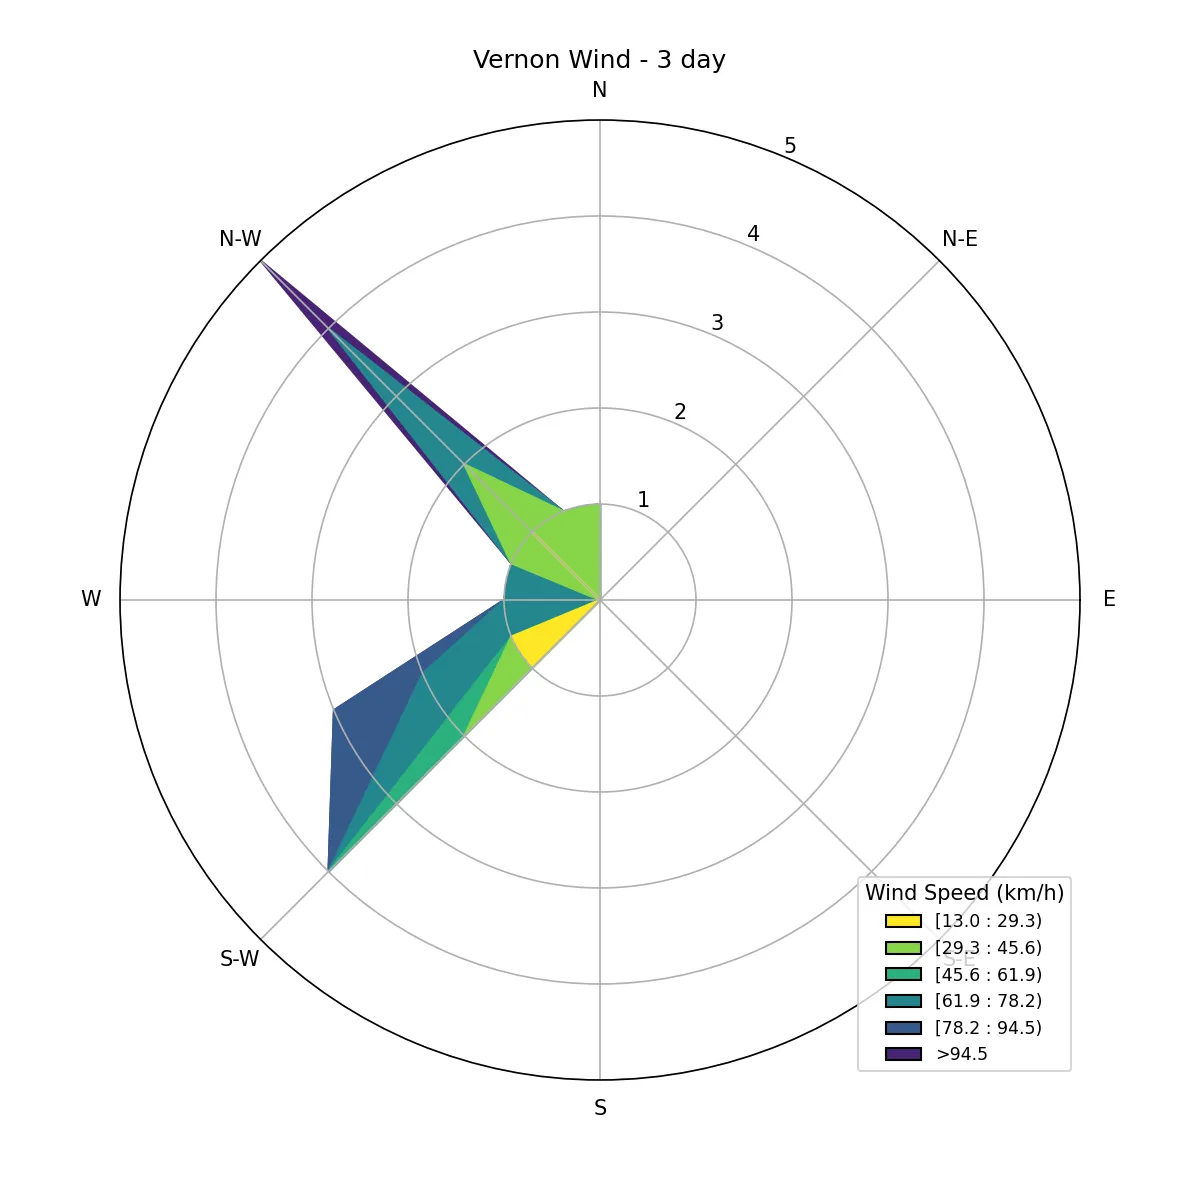 Vernon Wind - 3 day
N
5
N-W
N-E
4
3
2
1
W
E
S-W
S-E
Wind Speed (km/h)
[13.0 : 29.3)
[29.3 : 45.6)
[45.6 : 61.9)
[61.9 : 78.2)
[78.2 : 94.5)
>94.5
S